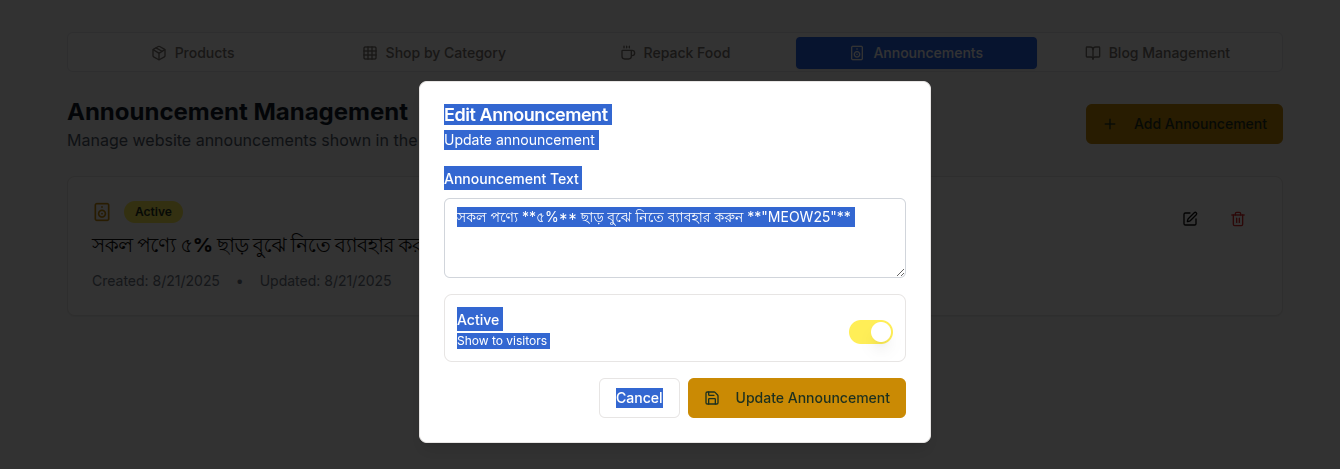 Products
Shop by Category
Repack Food
Announcements
Blog Management
Announcement Management
Manage website announcements shown in the
Add Announcement
Active
সকল পণ্যে ৫% ছাড় বুঝে নিতে ব্যাবহার
Created: 8/21/2025 • Updated: 8/21/2025
Edit Announcement
Update announcement
Announcement Text
সকল পণ্যে **৫%** ছাড় বুঝে নিতে ব্যাবহার করুন **"MEOW25"**
Active
Show to visitors
Cancel
Update Announcement